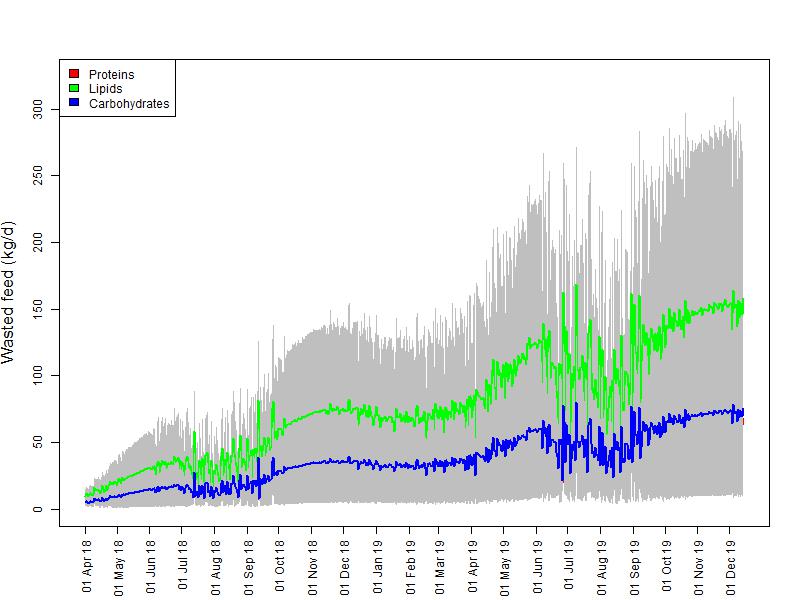 Proteins
Lipids
Carbohydrates
Wasted feed (kg/d)
300
250
200
150
100
50
0
01 Apr 18
01 May 18
01 Jun 18
01 Jul 18
01 Aug 18
01 Sep 18
01 Oct 18
01 Nov 18
01 Dec 18
01 Jan 19
01 Feb 19
01 Mar 19
01 Apr 19
01 May 19
01 Jun 19
01 Jul 19
01 Aug 19
01 Sep 19
01 Oct 19
01 Nov 19
01 Dec 19